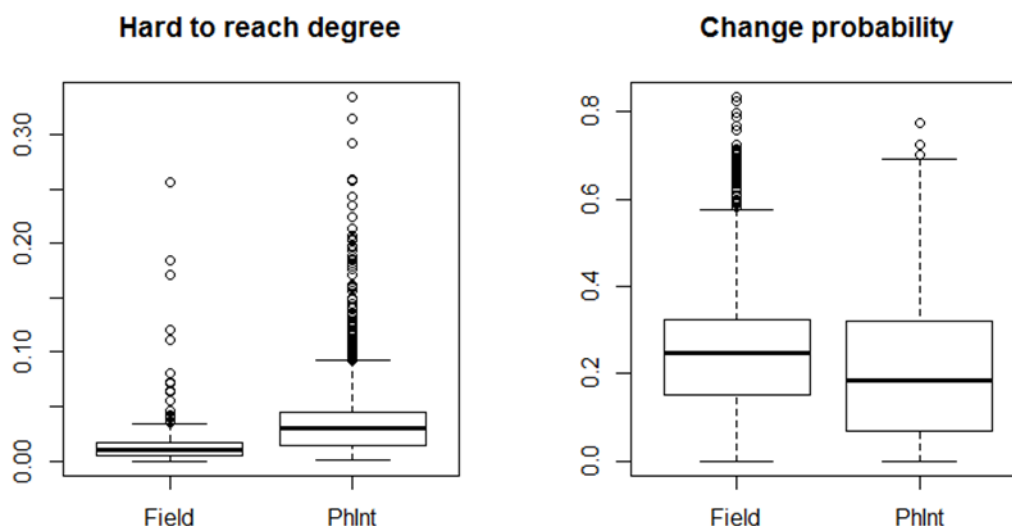 Hard to reach degree
0.30
0.20
0.10
0.00
Field PhInt
Change probability
0.8
0.6
0.4
0.2
0.0
Field PhInt